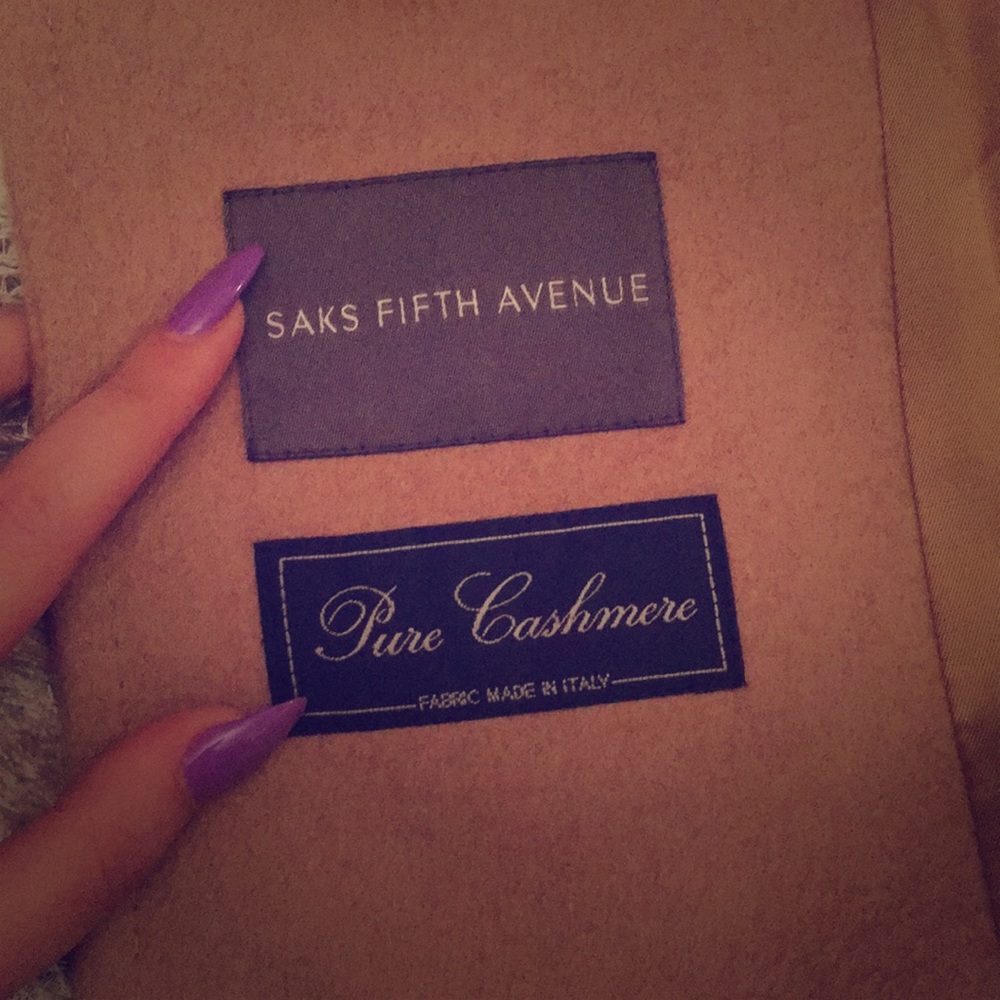 SAKS FIFTH AVENUE
Pure Cashmere
FABRIC MADE IN ITALY